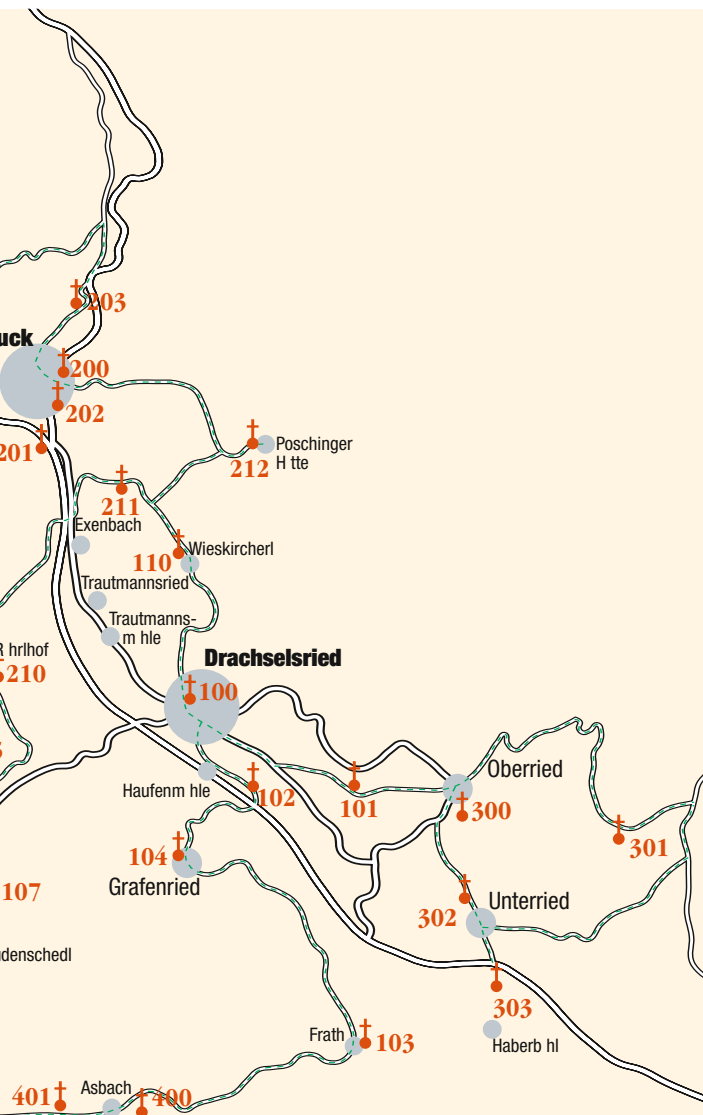 203
uck
200
202
201
Poschinger
H tte
212
211
Exenbach
110
Wieskircherl
Trautmannsried
Trautmanns-
m hle
R hrlhof
210
Drachselsried
100
Oberried
Haufenm hle
102
101
300
301
104
Grafenried
107
Unterried
302
denschedl
303
Frath
103
Haberb hl
401
Asbach
400